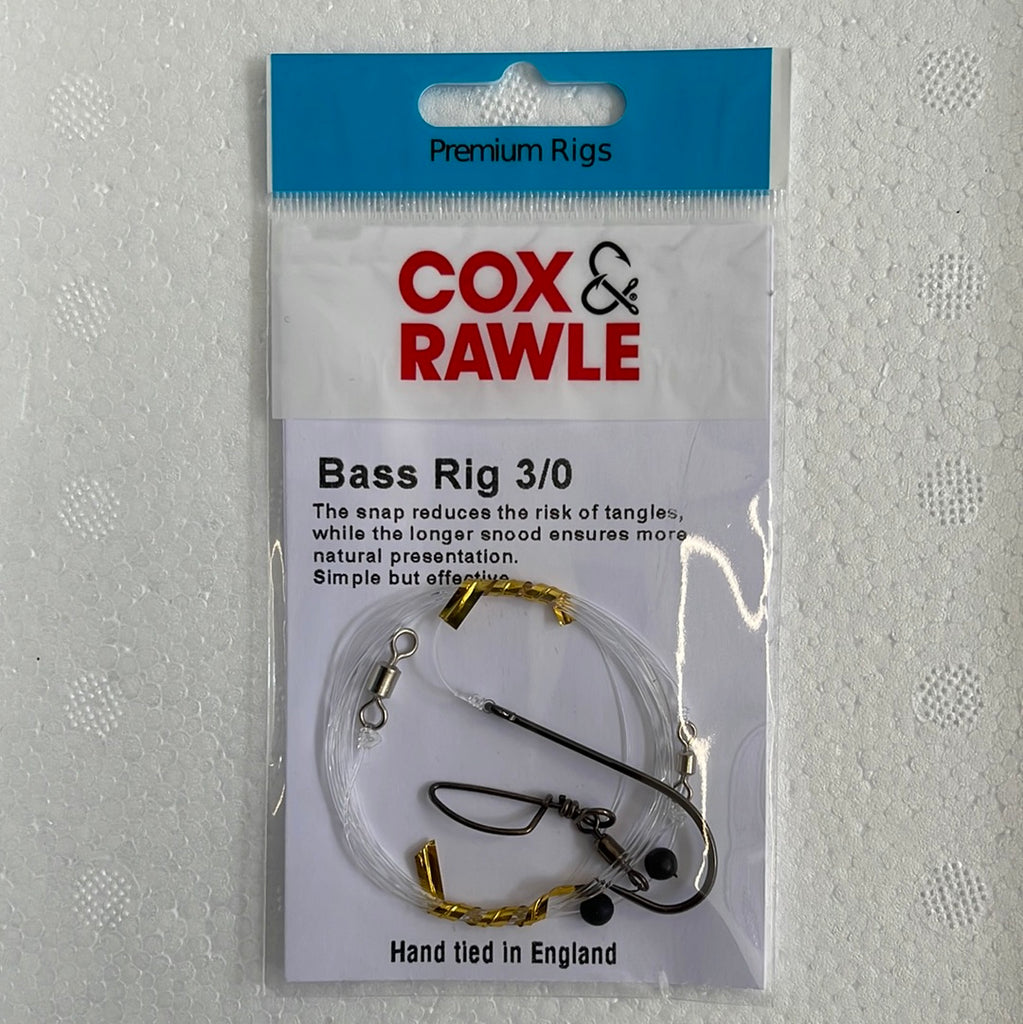 Premium Rigs
COX &
RAWLE
Bass Rig 3/0
The snap reduces the risk of tangles,
while the longer snood ensures more
natural presentation.
Simple but effective
Hand tied in England